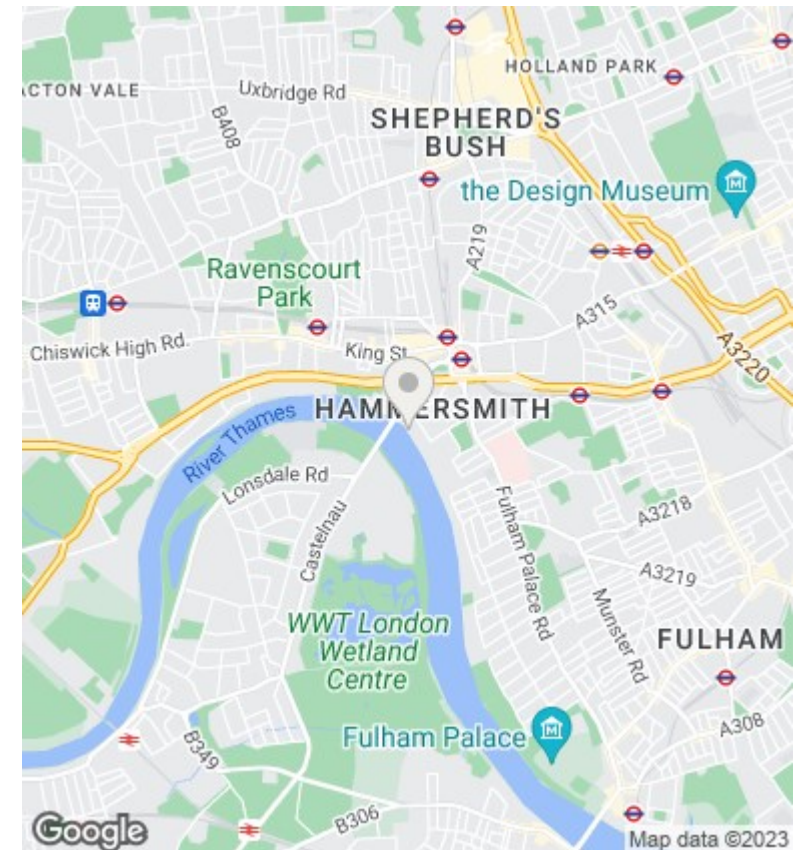 HOLLAND PARK
ACTON VALE
Uxbridge Rd
B408
SHEPHERD'S
BUSH
the Design Museum
A219
Ravenscourt
Park
A315
Chiswick High Rd.
King St
A3220
HAMMERSMITH
River Thames
Lonsdale Rd
Castelnau
Fulham Palace Rd
A3218
A3219
Munster Rd
WWT London
Wetland
Centre
FULHAM
Fulham Palace
A308
B349
B306
Google
Map data ©2023